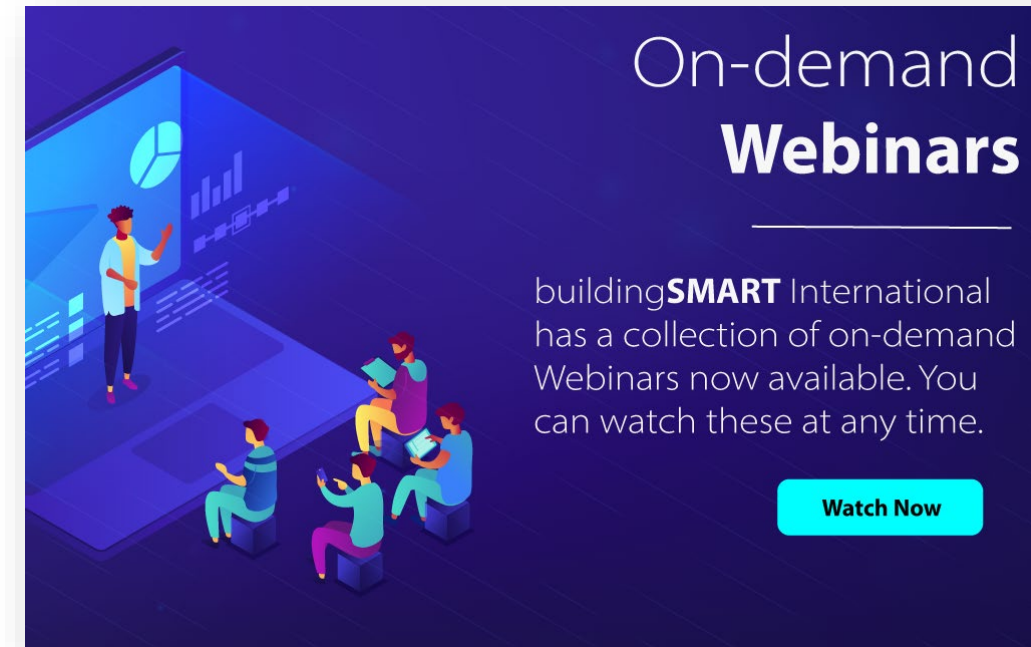 On-demand
Webinars
buildingSMART International
has a collection of on-demand
Webinars now available. You
can watch these at any time.
Watch Now